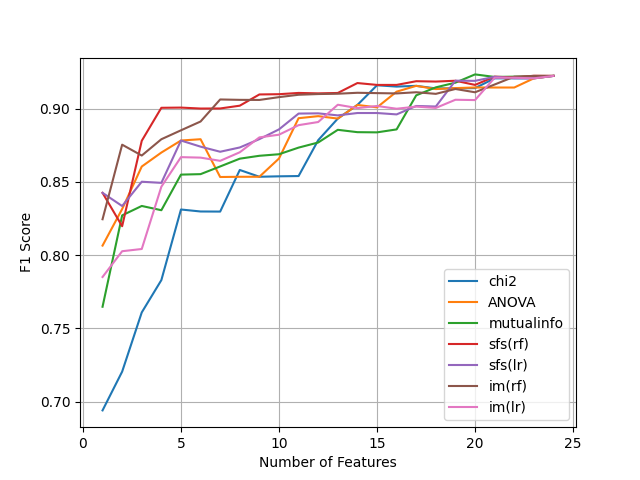 0.90
0.85
0.80
0.75
0.70
F1 Score
chi2
ANOVA
mutualinfo
sfs(rf)
sfs(lr)
im(rf)
im(lr)
0 5 10 15 20 25
Number of Features